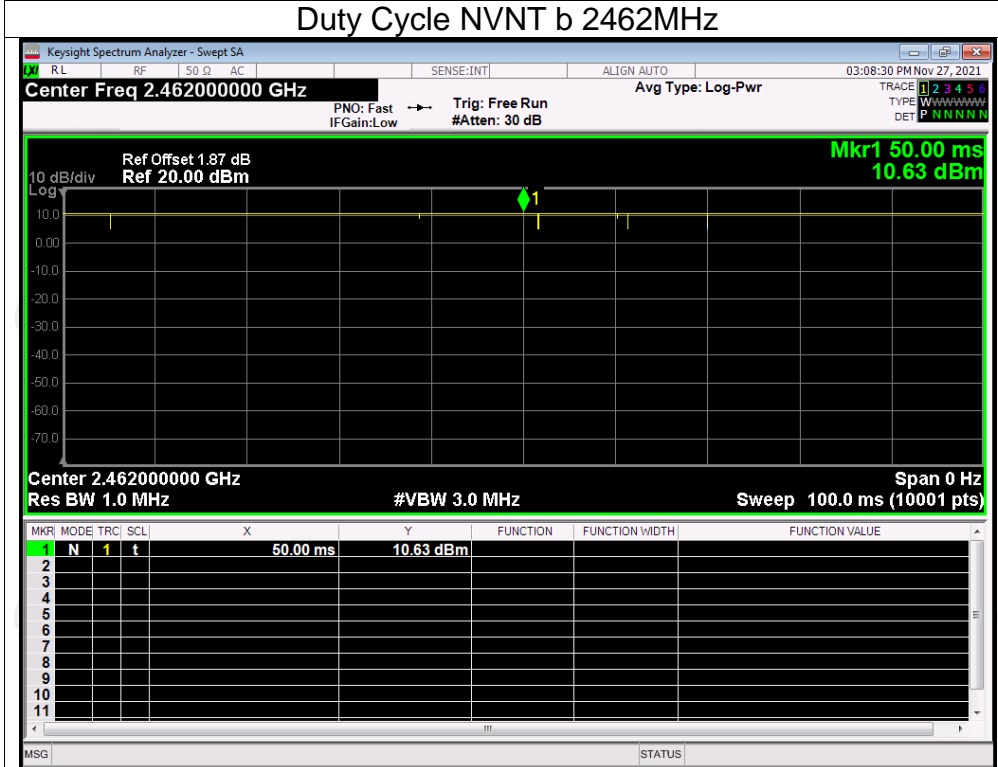 Duty Cycle NVNT b 2462MHz
Keysight Spectrum Analyzer - Swept SA
LXI RL RF 50 Ω AC SENSE:INT ALIGN AUTO 03:08:30 PM Nov 27, 2021
Center Freq 2.462000000 GHz Avg Type: Log-Pwr TRACE 1 2 3 4 5 6
PNO: Fast Trig: Free Run TYPE WWWWWW
IFGain:Low #Atten: 30 dB DET P N N N N N
Mkr1 50.00 ms
Ref Offset 1.87 dB
10 dB/div Ref 20.00 dBm 10.63 dBm
Log
1
10.0
0.00
-10.0
-20.0
-30.0
-40.0
-50.0
-60.0
-70.0
Center 2.462000000 GHz Span 0 Hz
Res BW 1.0 MHz #VBW 3.0 MHz Sweep 100.0 ms (10001 pts)
MKR MODE TRC SCL X Y FUNCTION FUNCTION WIDTH FUNCTION VALUE
1 N 1 t 50.00 ms 10.63 dBm
2
3
4
5
6
7
8
9
10
11
MSG STATUS